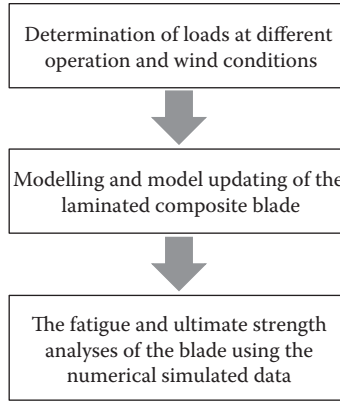 Determination of loads at different
operation and wind conditions
Modelling and model updating of the
laminated composite blade
The fatigue and ultimate strength
analyses of the blade using the
numerical simulated data